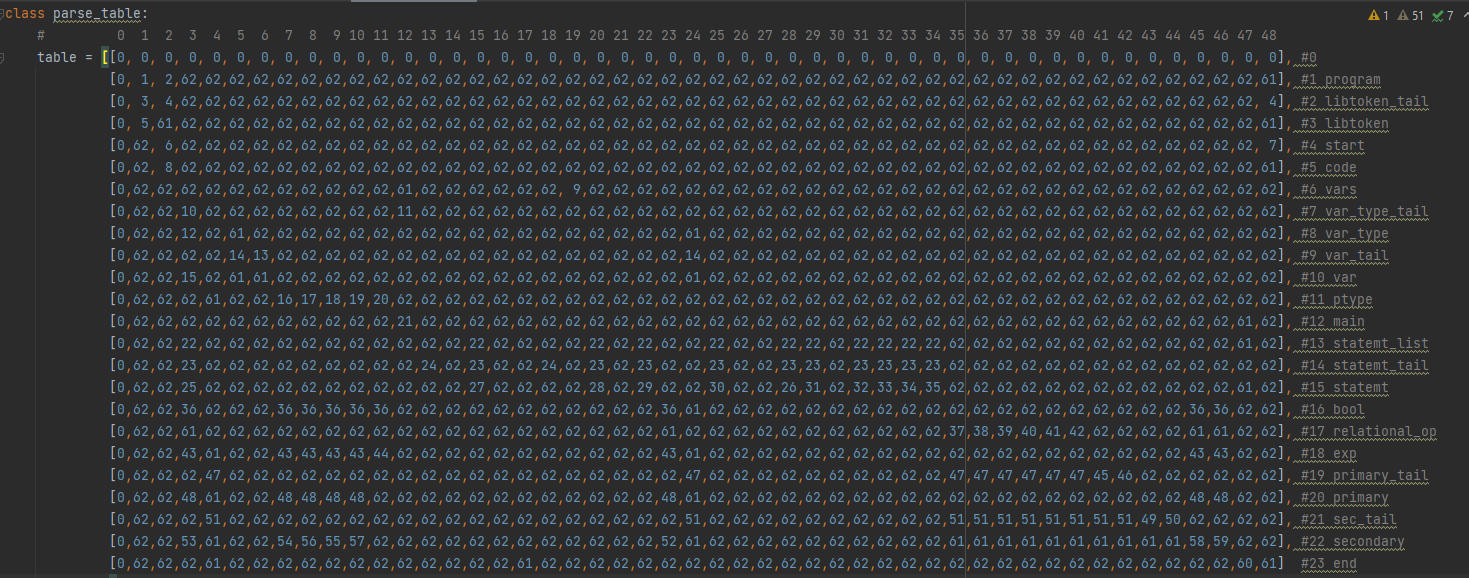 class parse_table:
# 0 1 2 3 4 5 6 7 8 9 10 11 12 13 14 15 16 17 18 19 20 21 22 23 24 25 26 27 28 29 30 31 32 33 34 35 36 37 38 39 40 41 42 43 44 45 46 47 48
table = [[0, 0, 0, 0, 0, 0, 0, 0, 0, 0, 0, 0, 0, 0, 0, 0, 0, 0, 0, 0, 0, 0, 0, 0, 0, 0, 0, 0, 0, 0, 0, 0, 0, 0, 0, 0, 0, 0, 0, 0, 0, 0, 0, 0, 0, 0, 0, 0, 0], #0
[0, 1, 2,62,62,62,62,62,62,62,62,62,62,62,62,62,62,62,62,62,62,62,62,62,62,62,62,62,62,62,62,62,62,62,62,62,62,62,62,62,62,62,62,62,62,62,62,62,61], #1 program
[0, 3, 4,62,62,62,62,62,62,62,62,62,62,62,62,62,62,62,62,62,62,62,62,62,62,62,62,62,62,62,62,62,62,62,62,62,62,62,62,62,62,62,62,62,62,62,62,62, 4], #2 libtoken_tail
[0, 5,61,62,62,62,62,62,62,62,62,62,62,62,62,62,62,62,62,62,62,62,62,62,62,62,62,62,62,62,62,62,62,62,62,62,62,62,62,62,62,62,62,62,62,62,62,62,61], #3 libtoken
[0,62, 6,62,62,62,62,62,62,62,62,62,62,62,62,62,62,62,62,62,62,62,62,62,62,62,62,62,62,62,62,62,62,62,62,62,62,62,62,62,62,62,62,62,62,62,62,62, 7], #4 start
[0,62, 8,62,62,62,62,62,62,62,62,62,62,62,62,62,62,62,62,62,62,62,62,62,62,62,62,62,62,62,62,62,62,62,62,62,62,62,62,62,62,62,62,62,62,62,62,62,61], #5 code
[0,62,62,62,62,62,62,62,62,62,62,62,61,62,62,62,62,62,62, 9,62,62,62,62,62,62,62,62,62,62,62,62,62,62,62,62,62,62,62,62,62,62,62,62,62,62,62,62,62], #6 vars
[0,62,62,10,62,62,62,62,62,62,62,62,11,62,62,62,62,62,62,62,62,62,62,62,62,62,62,62,62,62,62,62,62,62,62,62,62,62,62,62,62,62,62,62,62,62,62,62,62], #7 var_type_tail
[0,62,62,12,62,61,62,62,62,62,62,62,62,62,62,62,62,62,62,62,62,62,62,62,61,62,62,62,62,62,62,62,62,62,62,62,62,62,62,62,62,62,62,62,62,62,62,62,62], #8 var_type
[0,62,62,62,62,14,13,62,62,62,62,62,62,62,62,62,62,62,62,62,62,62,62,62,14,62,62,62,62,62,62,62,62,62,62,62,62,62,62,62,62,62,62,62,62,62,62,62,62], #9 var_tail
[0,62,62,15,62,61,61,62,62,62,62,62,62,62,62,62,62,62,62,62,62,62,62,62,61,62,62,62,62,62,62,62,62,62,62,62,62,62,62,62,62,62,62,62,62,62,62,62,62], #10 var
[0,62,62,62,61,62,62,16,17,18,19,20,62,62,62,62,62,62,62,62,62,62,62,62,62,62,62,62,62,62,62,62,62,62,62,62,62,62,62,62,62,62,62,62,62,62,62,62,62], #11 ptype
[0,62,62,62,62,62,62,62,62,62,62,62,21,62,62,62,62,62,62,62,62,62,62,62,62,62,62,62,62,62,62,62,62,62,62,62,62,62,62,62,62,62,62,62,62,62,62,61,62], #12 main
[0,62,62,22,62,62,62,62,62,62,62,62,62,62,62,22,62,62,62,62,22,62,22,62,62,22,62,62,22,22,62,22,22,22,22,62,62,62,62,62,62,62,62,62,62,62,62,61,62], #13 statemt_list
[0,62,62,23,62,62,62,62,62,62,62,62,62,24,62,23,62,62,24,62,23,62,23,62,62,23,62,62,23,23,62,23,23,23,23,62,62,62,62,62,62,62,62,62,62,62,62,62,62], #14 statemt_tail
[0,62,62,25,62,62,62,62,62,62,62,62,62,62,62,27,62,62,62,62,28,62,29,62,62,30,62,62,26,31,62,32,33,34,35,62,62,62,62,62,62,62,62,62,62,62,62,61,62], #15 statemt
[0,62,62,36,62,62,62,36,36,36,36,36,62,62,62,62,62,62,62,62,62,62,62,36,61,62,62,62,62,62,62,62,62,62,62,62,62,62,62,62,62,62,62,62,62,36,36,62,62], #16 bool
[0,62,62,61,62,62,62,62,62,62,62,62,62,62,62,62,62,62,62,62,62,62,62,61,62,62,62,62,62,62,62,62,62,62,62,37,38,39,40,41,42,62,62,62,62,61,61,62,62], #17 relational_op
[0,62,62,43,61,62,62,43,43,43,43,44,62,62,62,62,62,62,62,62,62,62,62,43,61,62,62,62,62,62,62,62,62,62,62,62,62,62,62,62,62,62,62,62,62,43,43,62,62], #18 exp
[0,62,62,62,47,62,62,62,62,62,62,62,62,62,62,62,62,62,62,62,62,62,62,62,47,62,62,62,62,62,62,62,62,62,62,47,47,47,47,47,47,45,46,62,62,62,62,62,62], #19 primary_tail
[0,62,62,48,61,62,62,48,48,48,48,62,62,62,62,62,62,62,62,62,62,62,62,48,61,62,62,62,62,62,62,62,62,62,62,62,62,62,62,62,62,62,62,62,62,48,48,62,62], #20 primary
[0,62,62,62,51,62,62,62,62,62,62,62,62,62,62,62,62,62,62,62,62,62,62,62,51,62,62,62,62,62,62,62,62,62,62,51,51,51,51,51,51,51,51,49,50,62,62,62,62], #21 sec_tail
[0,62,62,53,61,62,62,54,56,55,57,62,62,62,62,62,62,62,62,62,62,62,62,52,61,62,62,62,62,62,62,62,62,62,62,61,61,61,61,61,61,61,61,61,61,58,59,62,62], #22 secondary
[0,62,62,62,61,62,62,62,62,62,62,62,62,62,62,62,62,61,62,62,62,62,62,62,62,62,62,62,62,62,62,62,62,62,62,62,62,62,62,62,62,62,62,62,62,62,62,60,61], #23 end
1 51 7